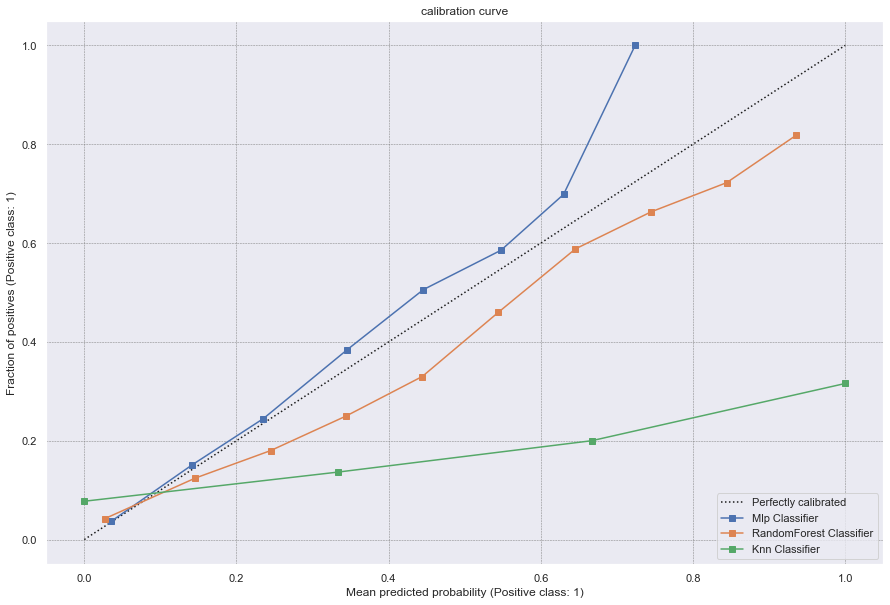 calibration curve
1.0
0.8
0.6
0.4
0.2
0.0
Fraction of positives (Positive class: 1)
0.0 0.2 0.4 0.6 0.8 1.0
Mean predicted probability (Positive class: 1)
Perfectly calibrated
Mlp Classifier
RandomForest Classifier
Knn Classifier